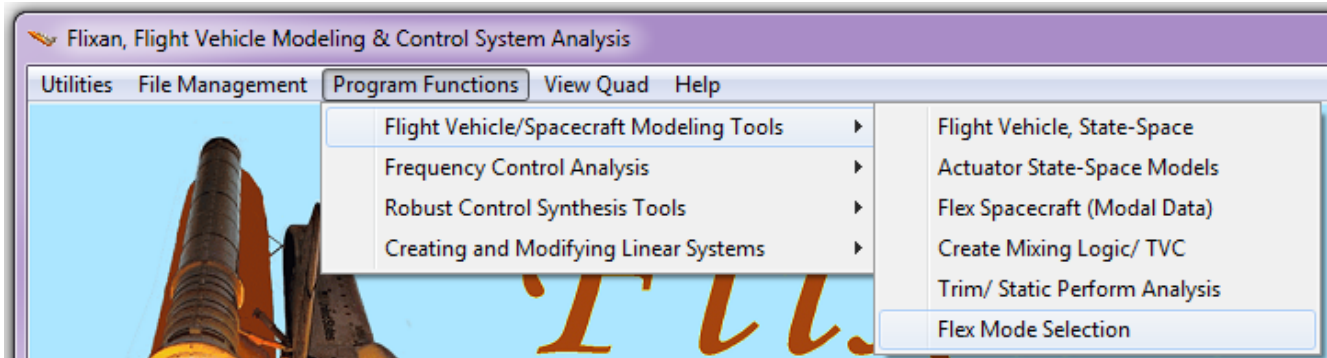 Flixan, Flight Vehicle Modeling & Control System Analysis
Utilities File Management Program Functions View Quad Help
Flight Vehicle/Spacecraft Modeling Tools
Frequency Control Analysis
Robust Control Synthesis Tools
Creating and Modifying Linear Systems
Flight Vehicle, State-Space
Actuator State-Space Models
Flex Spacecraft (Modal Data)
Create Mixing Logic/ TVC
Trim/ Static Perform Analysis
Flex Mode Selection